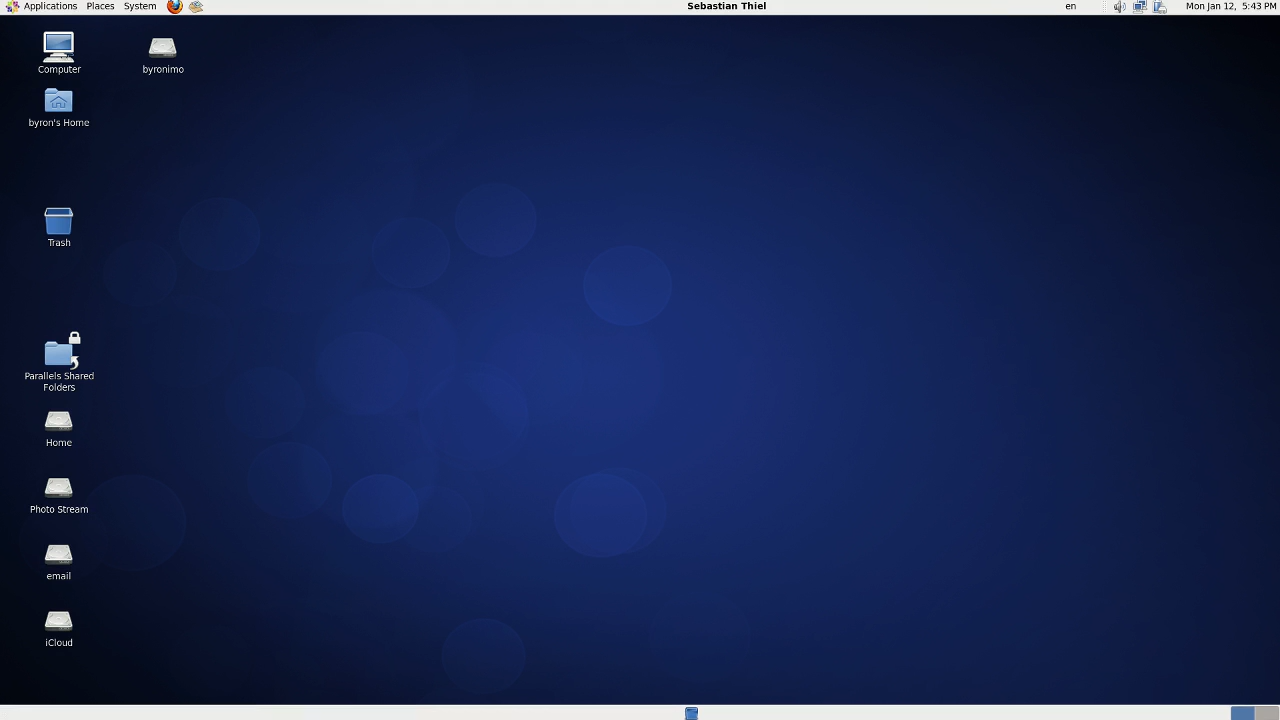 Applications Places System Sebastian Thiel en Mon Jan 12, 5:43 PM
Computer
byronimo
byron's Home
Trash
Parallels Shared
Folders
Home
Photo Stream
email
iCloud